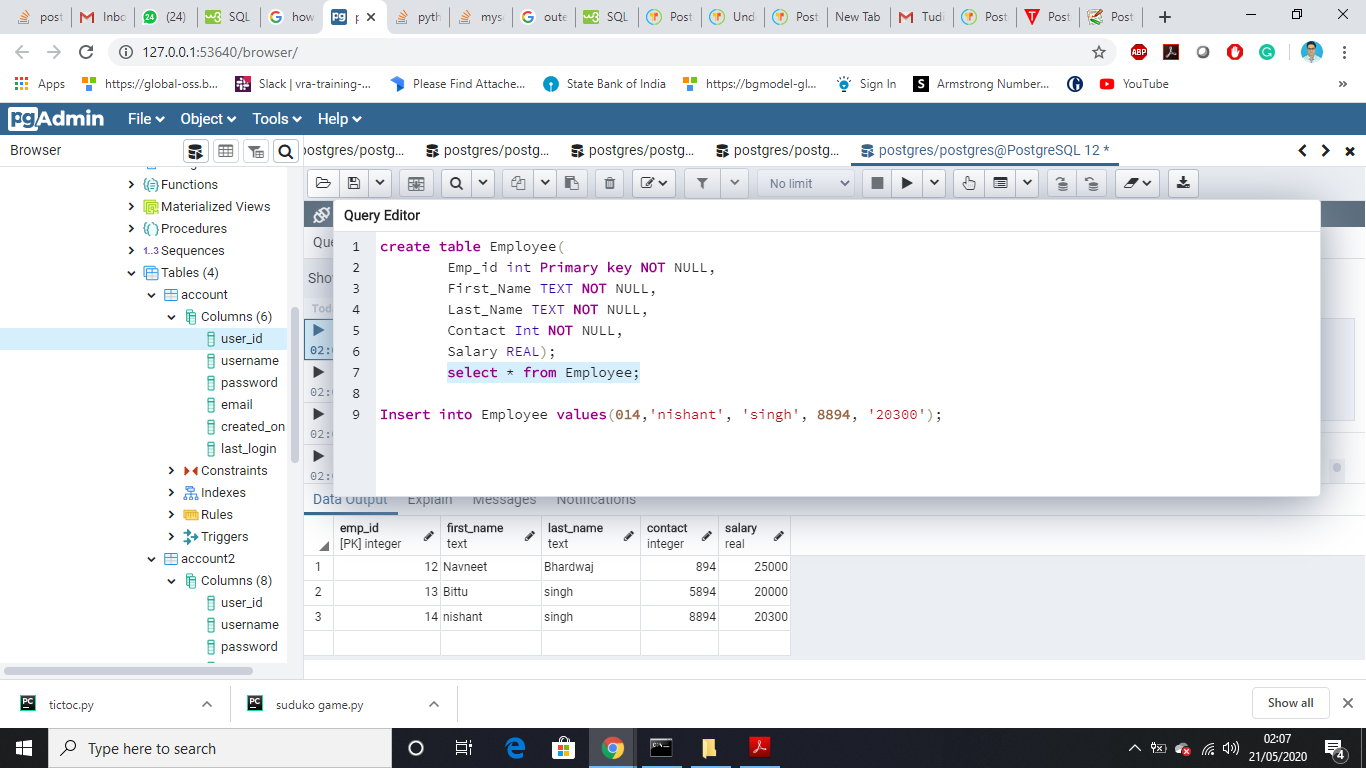 post Inbc (24) SQL how p pyth mys oute SQL Post Und Post New Tab Tudi Post Post Post
127.0.0.1:53640/browser/
Apps https://global-oss.b... Slack | vra-training-... Please Find Attache... State Bank of India https://bgmodel-gl... Sign In Armstrong Number... YouTube »
pgAdmin File Object Tools Help
Browser
postgres/postg... postgres/postg... postgres/postg... postgres/postg... postgres/postgres@PostgreSQL 12 *
No limit
Functions
Materialized Views
Procedures
1..3 Sequences
Tables (4)
account
Columns (6)
user_id
username
password
email
created_on
last_login
Constraints
Indexes
Rules
Triggers
account2
Columns (8)
user_id
username
password
Que
Sho
Toda
02:
02:
02:
02:
Query Editor
1 create table Employee(
2 Emp_id int Primary key NOT NULL,
3 First_Name TEXT NOT NULL,
4 Last_Name TEXT NOT NULL,
5 Contact Int NOT NULL,
6 Salary REAL);
7 select * from Employee;
8
9 Insert into Employee values(014,'nishant', 'singh', 8894, '20300');
Data Output Explain Messages Notifications
emp_id first_name last_name contact salary
[PK] integer text text integer real
1 12 Navneet Bhardwaj 894 25000
2 13 Bittu singh 5894 20000
3 14 nishant singh 8894 20300
tictoc.py suduko game.py Show all
Type here to search
02:07
21/05/2020
4